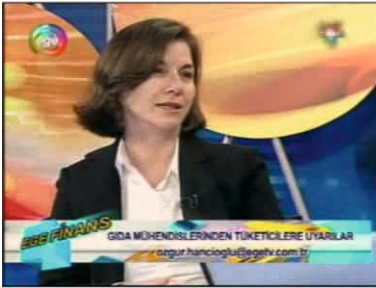 EGE FİNANS
GIDA MÜHENDİSLERİNDEN TÜKETİCİLERE UYARILAR
ozgur.hancioglu@egetv.com.tr